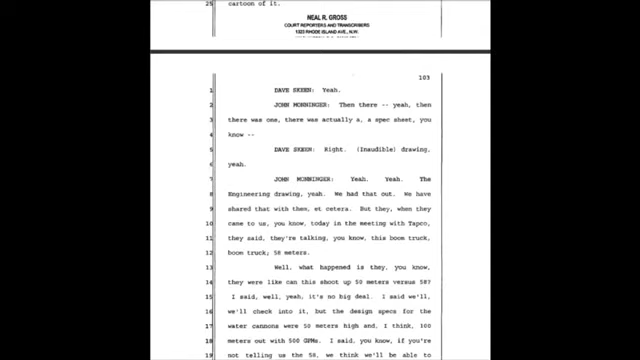 25 cartoon of it.
NEAL R. GROSS
COURT REPORTERS AND TRANSCRIBERS
1323 RHODE ISLAND AVE., N.W.
103
1 DAVE SKEEN: Yeah.
2 JOHN MONNINGER: Then there -- yeah, then
3 there was one, there was actually a, a spec sheet, you
4 know --
5 DAVE SKEEN: Right. (Inaudible) drawing,
6 yeah.
7 JOHN MONNINGER: Yeah. Yeah. The
8 Engineering drawing, yeah. We had that out. We have
9 shared that with them, et cetera. But they, when they
10 came to us, you know, today in the meeting with Tapco,
11 they said, they're talking, you know, this boom truck,
12 boom truck; 58 meters.
13 Well, what happened is they, you know,
14 they were like can this shoot up 50 meters versus 58?
15 I said, well, yeah, it's no big deal. I said we'll,
16 we'll check into it, but the design specs for the
17 water cannons were 50 meters high and, I think, 100
18 meters out with 500 GPMs. I said, you know, if you're
19 not telling us the 58, we think we'll be able to